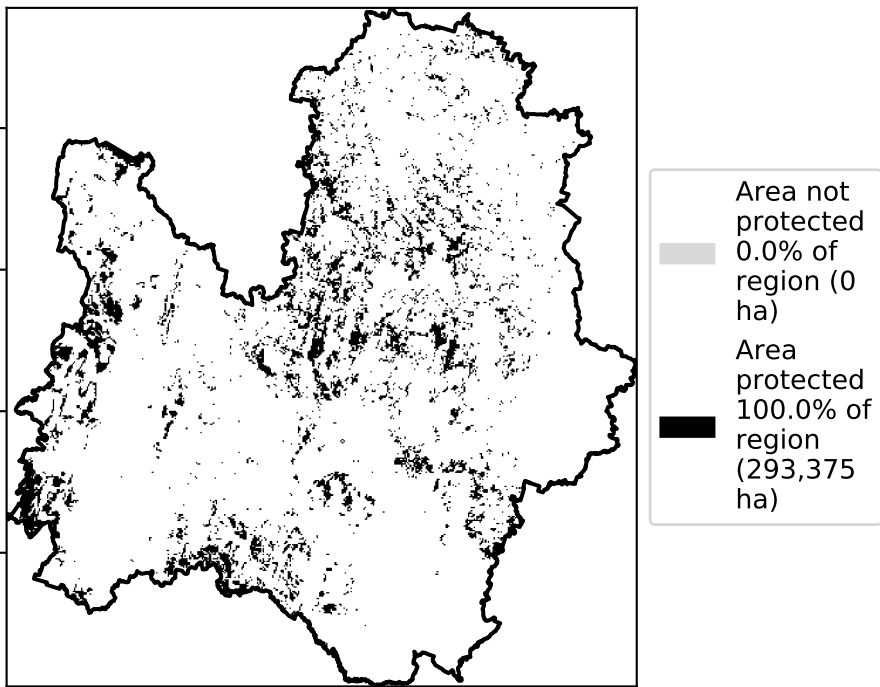 Area not
protected
0.0% of
region (0
ha)
Area
protected
100.0% of
region
(293,375
ha)